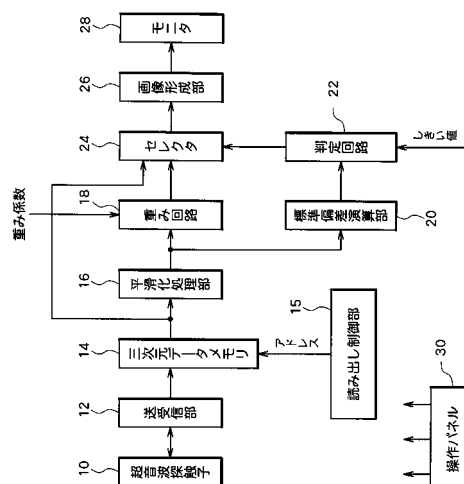 28
モニタ
26
画像形成部
24
セレクタ
22
判定回路
しきい値
重み係数
18
重み回路
標準偏差演算部
20
16
平滑化処理部
15
14
三次元データメモリ
アドレス
読み出し制御部
12
送受信部
30
操作パネル
10
超音波探触子